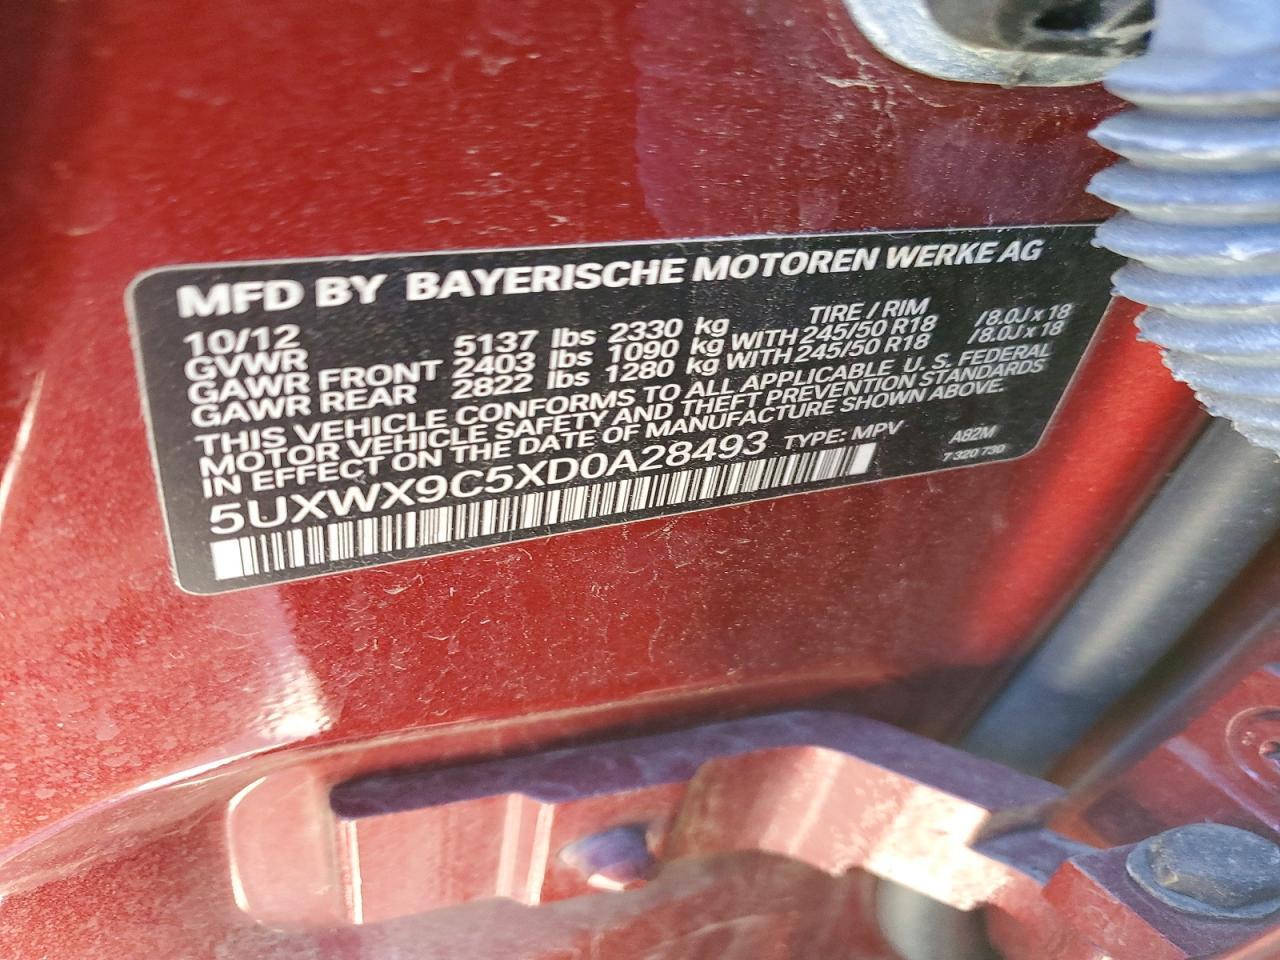 MFD BY BAYERISCHE MOTOREN WERKE AG
10/12 TIRE / RIM
GVWR 5137 lbs 2330 kg
GAWR FRONT 2403 lbs 1090 kg WITH 245/50 R18 /8.0J x 18
GAWR REAR 2822 lbs 1280 kg WITH 245/50 R18 /8.0J x 18
THIS VEHICLE CONFORMS TO ALL APPLICABLE U. S. FEDERAL
MOTOR VEHICLE SAFETY AND THEFT PREVENTION STANDARDS
IN EFFECT ON THE DATE OF MANUFACTURE SHOWN ABOVE.
5UXWX9C5XD0A28493 TYPE: MPV A82M
7 320 730